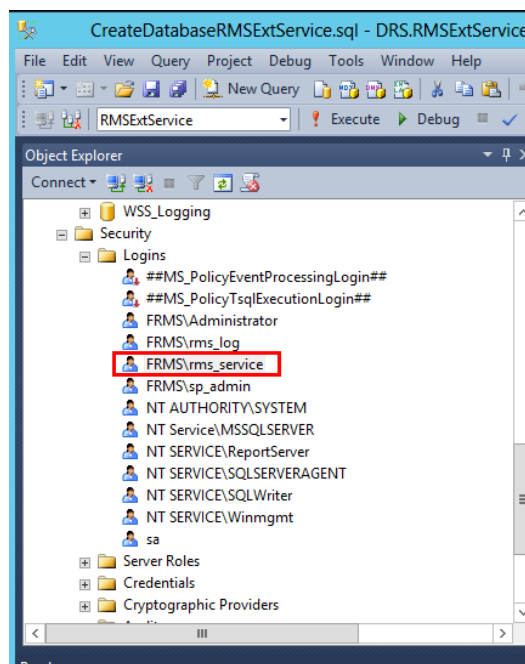 CreateDatabaseRMSExtService.sql - DRS.RMSExtService
File Edit View Query Project Debug Tools Window Help
New Query
RMSExtService Execute Debug
Object Explorer
Connect
WSS_Logging
Security
Logins
##MS_PolicyEventProcessingLogin##
##MS_PolicyTsqlExecutionLogin##
FRMS\Administrator
FRMS\rms_log
FRMS\rms_service
FRMS\sp_admin
NT AUTHORITY\SYSTEM
NT Service\MSSQLSERVER
NT SERVICE\ReportServer
NT SERVICE\SQLSERVERAGENT
NT SERVICE\SQLWriter
NT SERVICE\Winmgmt
sa
Server Roles
Credentials
Cryptographic Providers